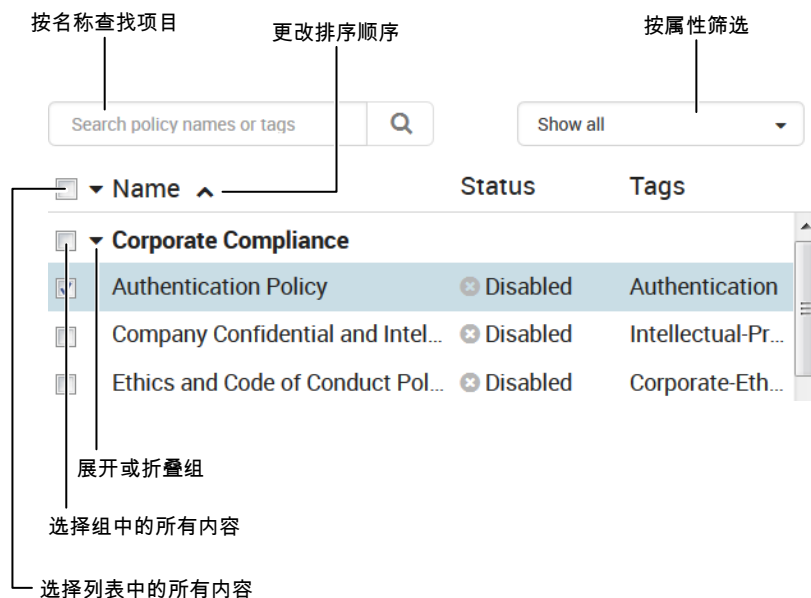 按名称查找项目
更改排序顺序
按属性筛选
Search policy names or tags
Show all
Name Status Tags
Corporate Compliance
Authentication Policy Disabled Authentication
Company Confidential and Intel... Disabled Intellectual-Pr...
Ethics and Code of Conduct Pol... Disabled Corporate-Eth...
展开或折叠组
选择组中的所有内容
选择列表中的所有内容